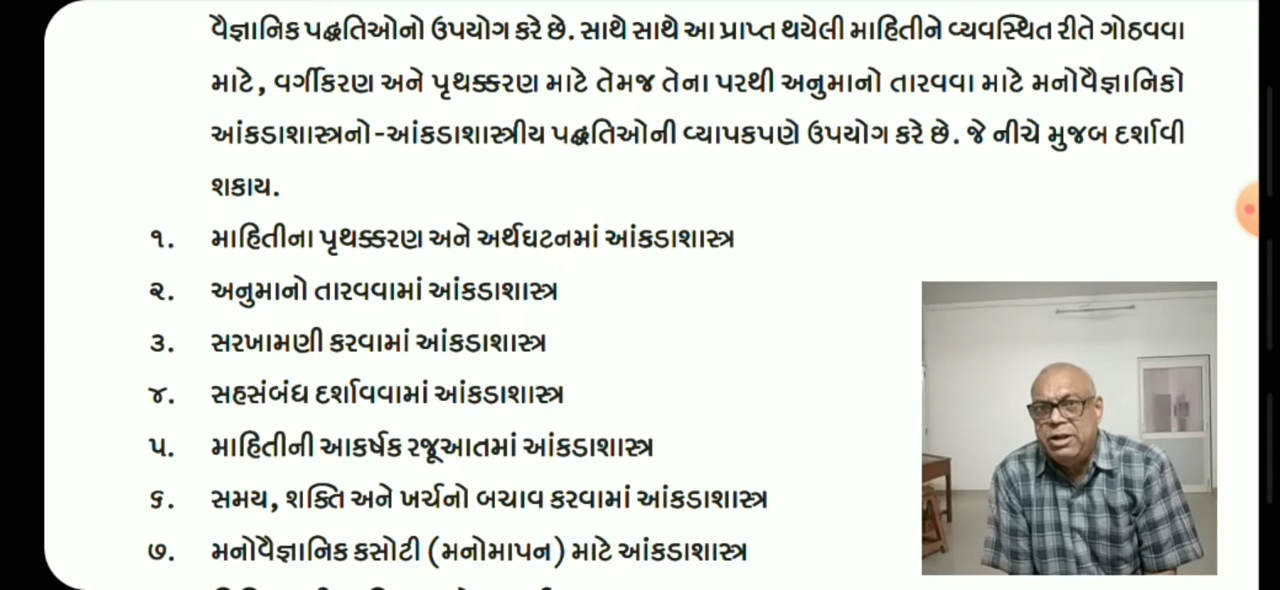 વૈજ્ઞાનિક પદ્ધતિઓનો ઉપયોગ કરે છે. સાથે સાથે આ પ્રાપ્ત થયેલી માહિતીને વ્યવસ્થિત રીતે ગોઠવવા
માટે, વર્ગીકરણ અને પૃથક્કરણ માટે તેમજ તેના પરથી અનુમાનો તારવવા માટે મનોવૈજ્ઞાનિકો
આંકડાશાસ્ત્રનો-આંકડાશાસ્ત્રીય પદ્ધતિઓની વ્યાપકપણે ઉપયોગ કરે છે. જે નીચે મુજબ દર્શાવી
શકાય.
૧. માહિતીના પૃથક્કરણ અને અર્થઘટનમાં આંકડાશાસ્ત્ર
૨. અનુમાનો તારવવામાં આંકડાશાસ્ત્ર
૩. સરખામણી કરવામાં આંકડાશાસ્ત્ર
૪. સહસંબંધ દર્શાવવામાં આંકડાશાસ્ત્ર
૫. માહિતીની આકર્ષક રજૂઆતમાં આંકડાશાસ્ત્ર
૬. સમય, શક્તિ અને ખર્ચનો બચાવ કરવામાં આંકડાશાસ્ત્ર
૭. મનોવૈજ્ઞાનિક કસોટી (મનોમાપન) માટે આંકડાશાસ્ત્ર